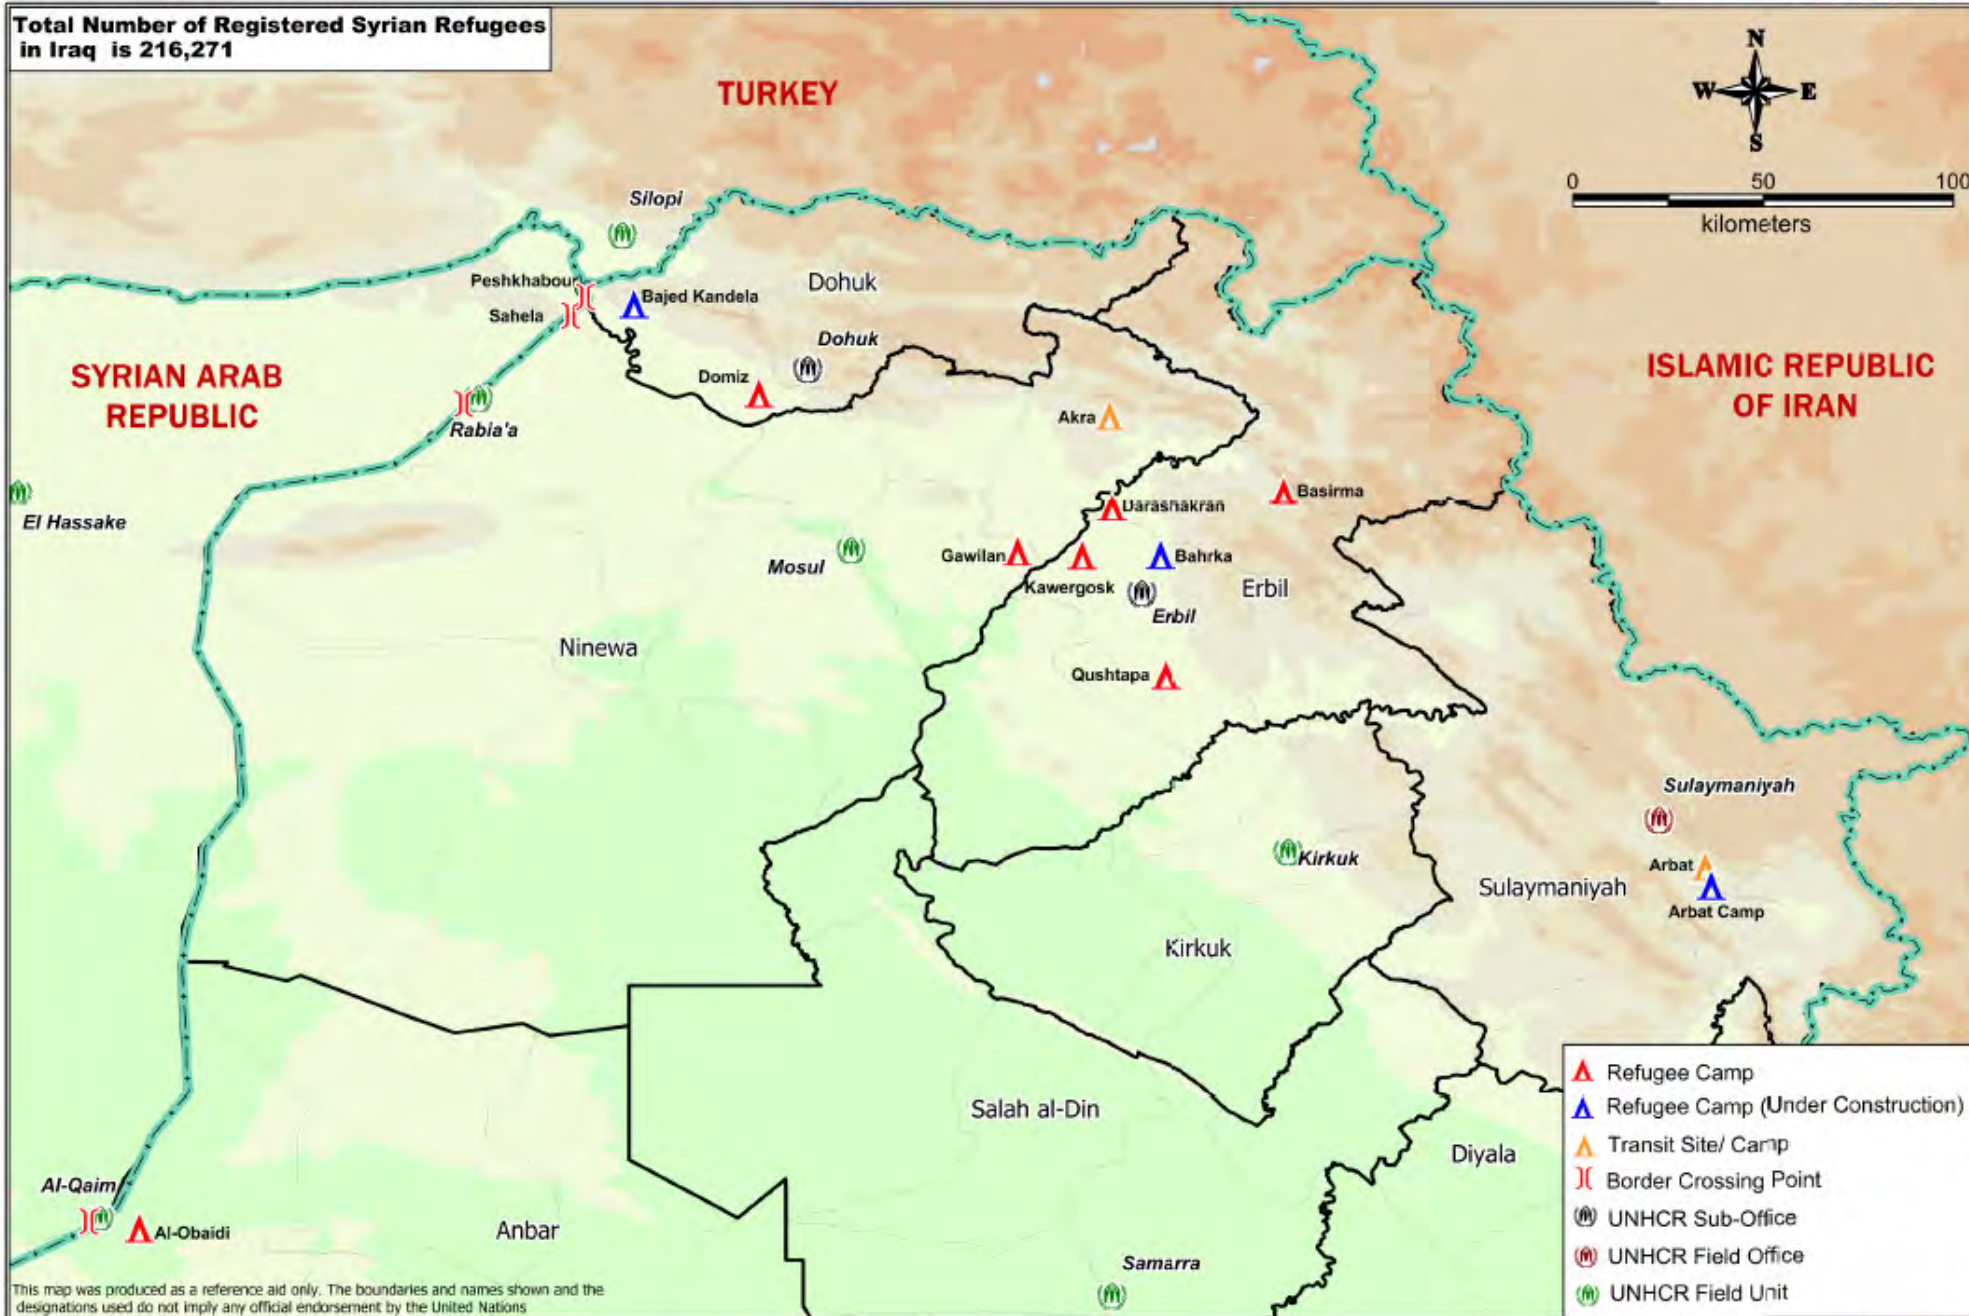 Total Number of Registered Syrian Refugees
in Iraq is 216,271
TURKEY
N
W E
S
0 50 100
kilometers
Silopi
Peshkhabour
Sahela
Bajed Kandela
Dohuk
Dohuk
Domiz
SYRIAN ARAB
REPUBLIC
ISLAMIC REPUBLIC
OF IRAN
Rabia'a
Akra
El Hassake
Basirma
Darashakran
Mosul
Gawilan
Kawergosk
Bahrka
Erbil
Erbil
Ninewa
Qushtapa
Sulaymaniyah
Kirkuk
Arbat
Sulaymaniyah
Arbat Camp
Kirkuk
Salah al-Din
Diyala
Al-Qaim
Al-Obaidi
Anbar
Samarra
Refugee Camp
Refugee Camp (Under Construction)
Transit Site/ Camp
Border Crossing Point
UNHCR Sub-Office
UNHCR Field Office
UNHCR Field Unit
This map was produced as a reference aid only. The boundaries and names shown and the
designations used do not imply any official endorsement by the United Nations